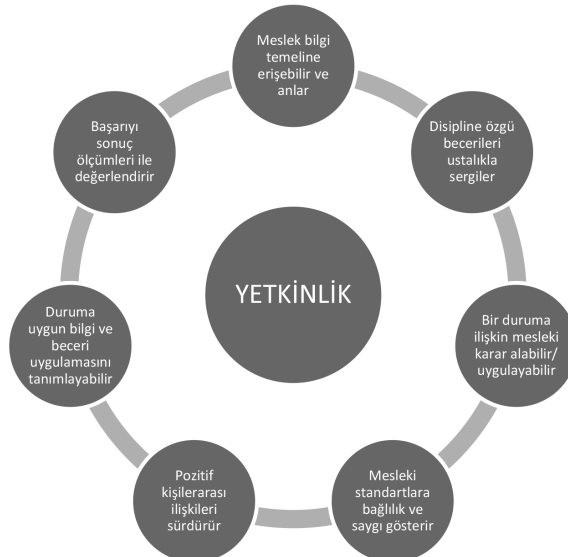 Meslek bilgi
temeline
erişebilir ve
anlar
Disipline özgü
becerileri
ustalıkla
sergiler
Bir duruma
ilişkin mesleki
karar alabilir/
uygulayabilir
Mesleki
standartlara
bağlılık ve
saygı gösterir
Pozitif
kişilerarası
ilişkileri
sürdürür
Duruma
uygun bilgi ve
beceri
uygulamasını
tanımlayabilir
Başarıyı
sonuç
ölçümleri ile
değerlendirir
YETKİNLİK